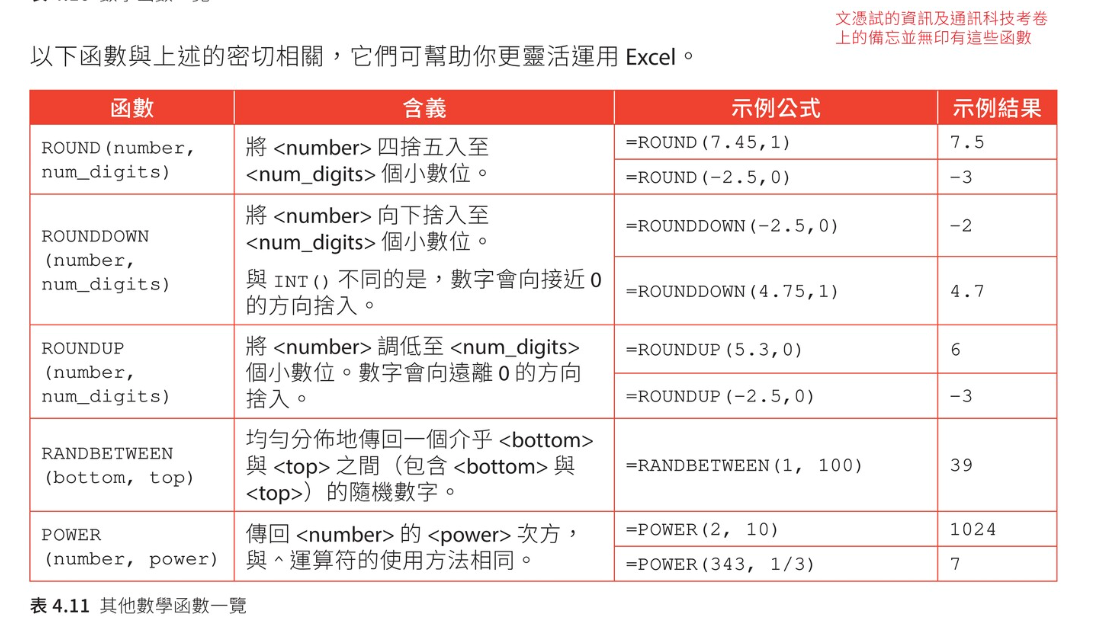 文憑試的資訊及通訊科技考卷
上的備忘並無印有這些函數
以下函數與上述的密切相關，它們可幫助你更靈活運用 Excel。
函數 含義 示例公式 示例結果
ROUND(number,
num_digits)
將 <number> 四捨五入至
<num_digits> 個小數位。
=ROUND(7.45,1) 7.5
=ROUND(-2.5,0) -3
ROUNDDOWN
(number,
num_digits)
將 <number> 向下捨入至
<num_digits> 個小數位。
與 INT() 不同的是，數字會向接近 0
的方向捨入。
=ROUNDDOWN(-2.5,0) -2
=ROUNDDOWN(4.75,1) 4.7
ROUNDUP
(number,
num_digits)
將 <number> 調低至 <num_digits>
個小數位。數字會向遠離 0 的方向
捨入。
=ROUNDUP(5.3,0) 6
=ROUNDUP(-2.5,0) -3
RANDBETWEEN
(bottom, top)
均勻分佈地傳回一個介乎 <bottom>
與 <top> 之間（包含 <bottom> 與
<top>）的隨機數字。
=RANDBETWEEN(1, 100) 39
POWER
(number, power)
傳回 <number> 的 <power> 次方，
與 ^ 運算符的使用方法相同。
=POWER(2, 10) 1024
=POWER(343, 1/3) 7
表 4.11 其他數學函數一覽